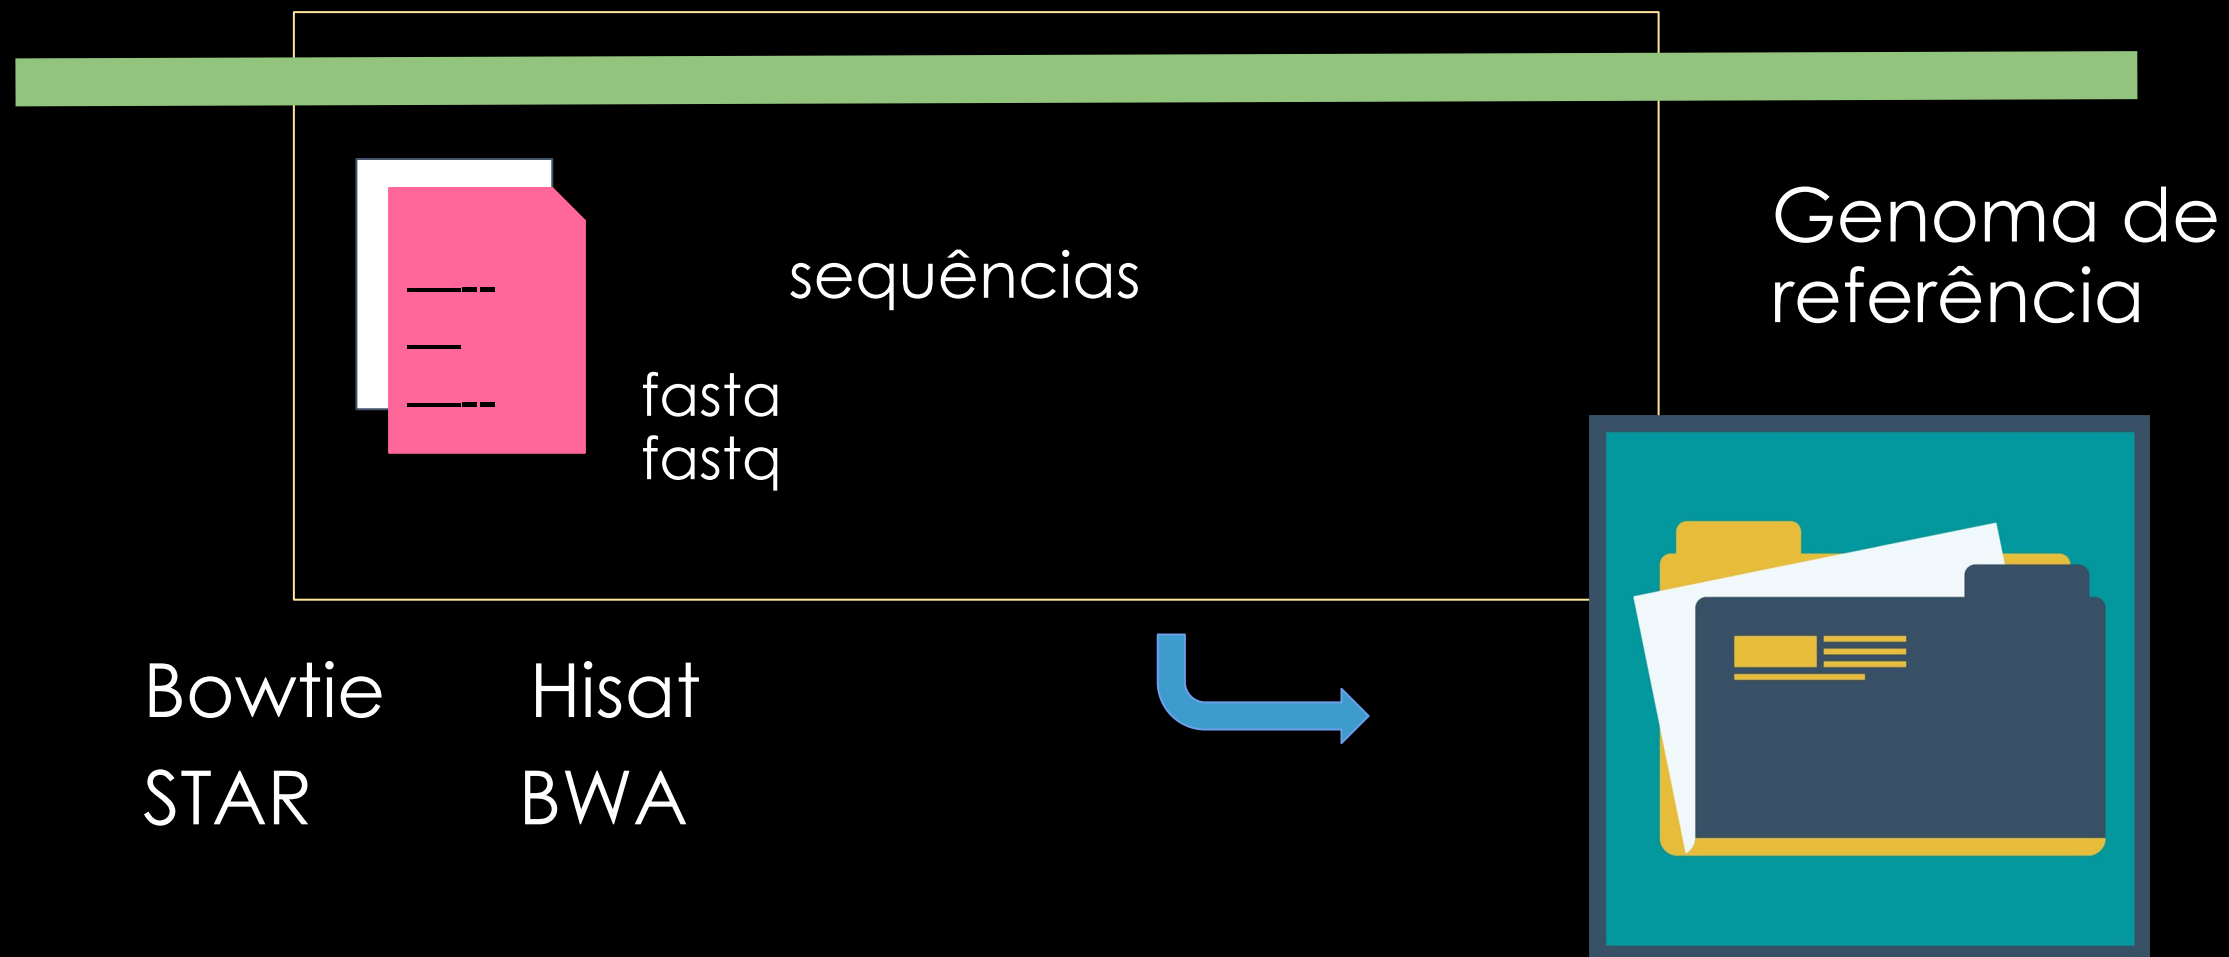 sequências
fasta
fastq
Genoma de
referência
Bowtie
Hisat
STAR
BWA